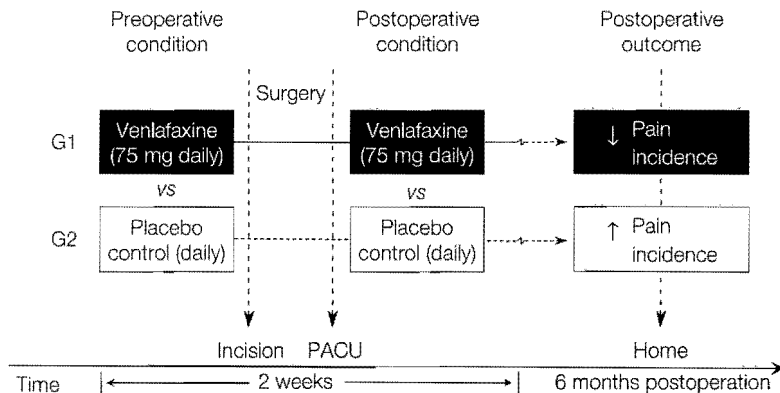 Preoperative condition
Postoperative condition
Postoperative outcome
Surgery
G1
Venlafaxine
(75 mg daily)
Venlafaxine
(75 mg daily)
↓ Pain
incidence
vs
vs
G2
Placebo
control (daily)
Placebo
control (daily)
↑ Pain
incidence
Incision
PACU
Home
Time
2 weeks
6 months postoperation